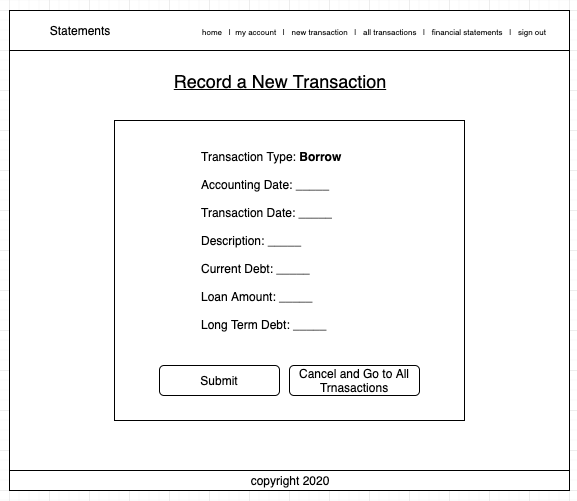 Statements
home | my account | new transaction | all transactions | financial statements | sign out
Record a New Transaction
Transaction Type: Borrow
Accounting Date: _____
Transaction Date: _____
Description: _____
Current Debt: _____
Loan Amount: _____
Long Term Debt: _____
Submit
Cancel and Go to All
Trnasactions
copyright 2020